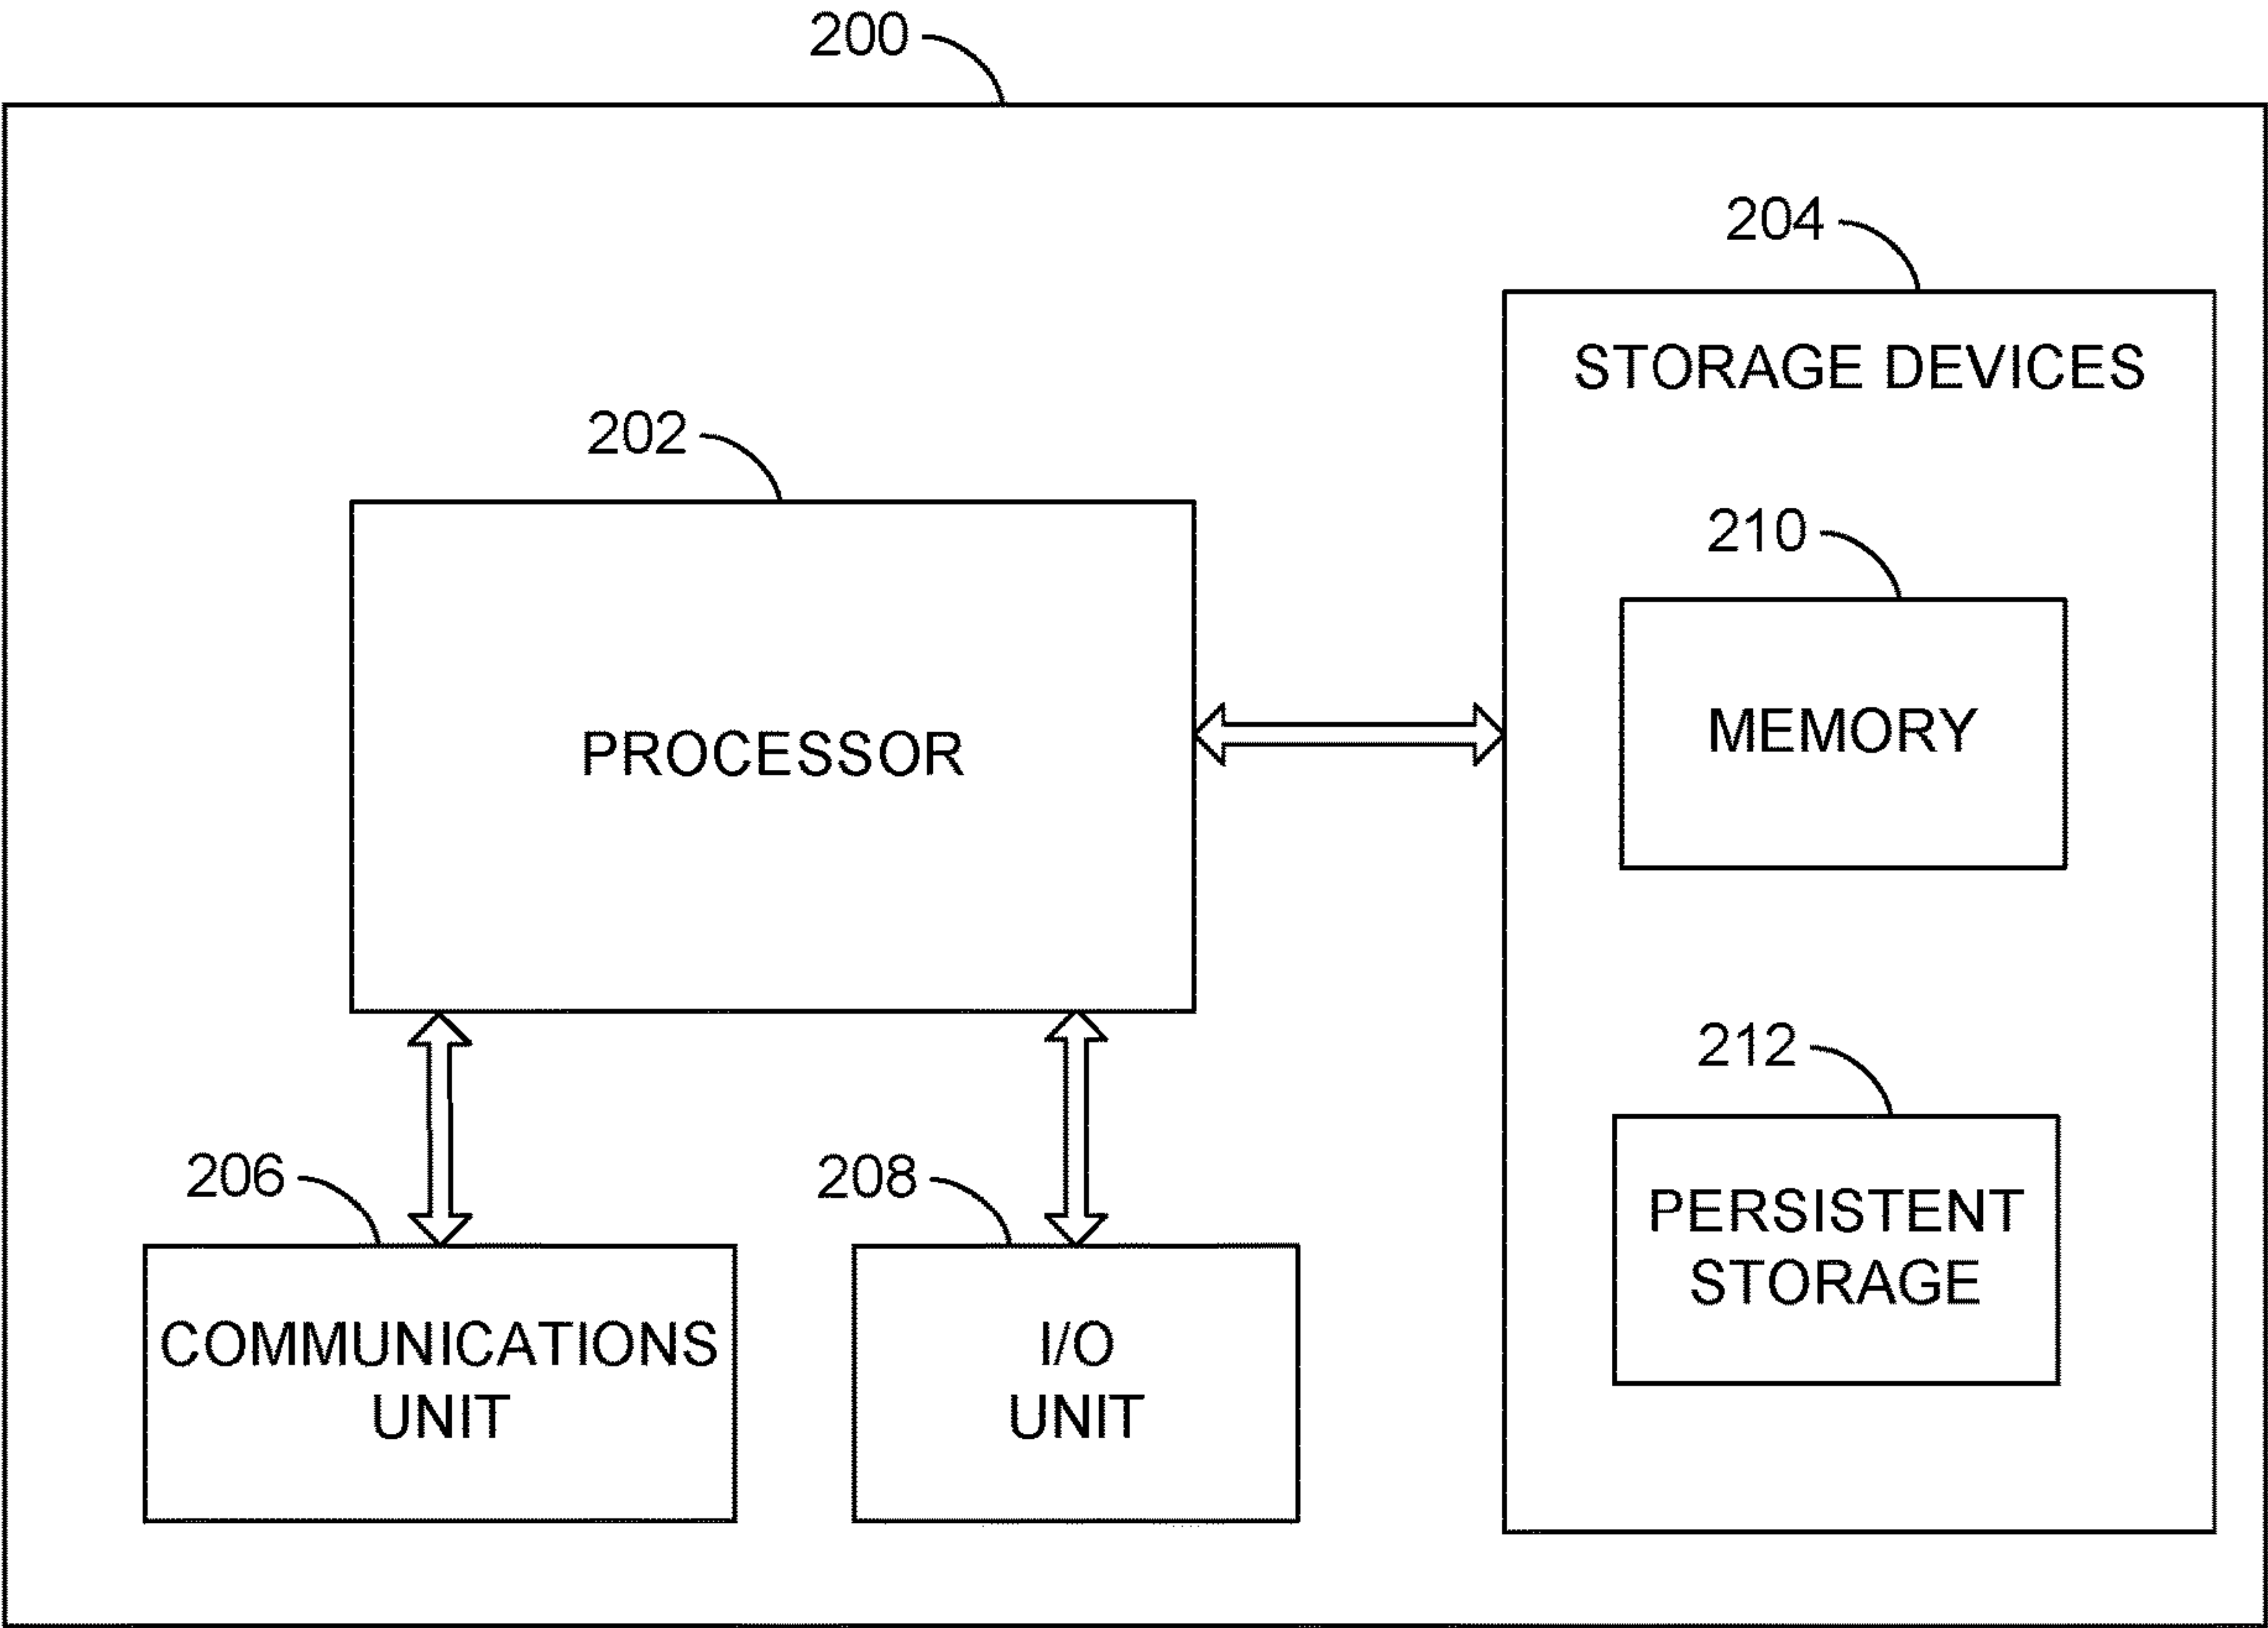 200
204
STORAGE DEVICES
202
210
PROCESSOR
MEMORY
212
206
208
PERSISTENT
STORAGE
COMMUNICATIONS
UNIT
I/O
UNIT